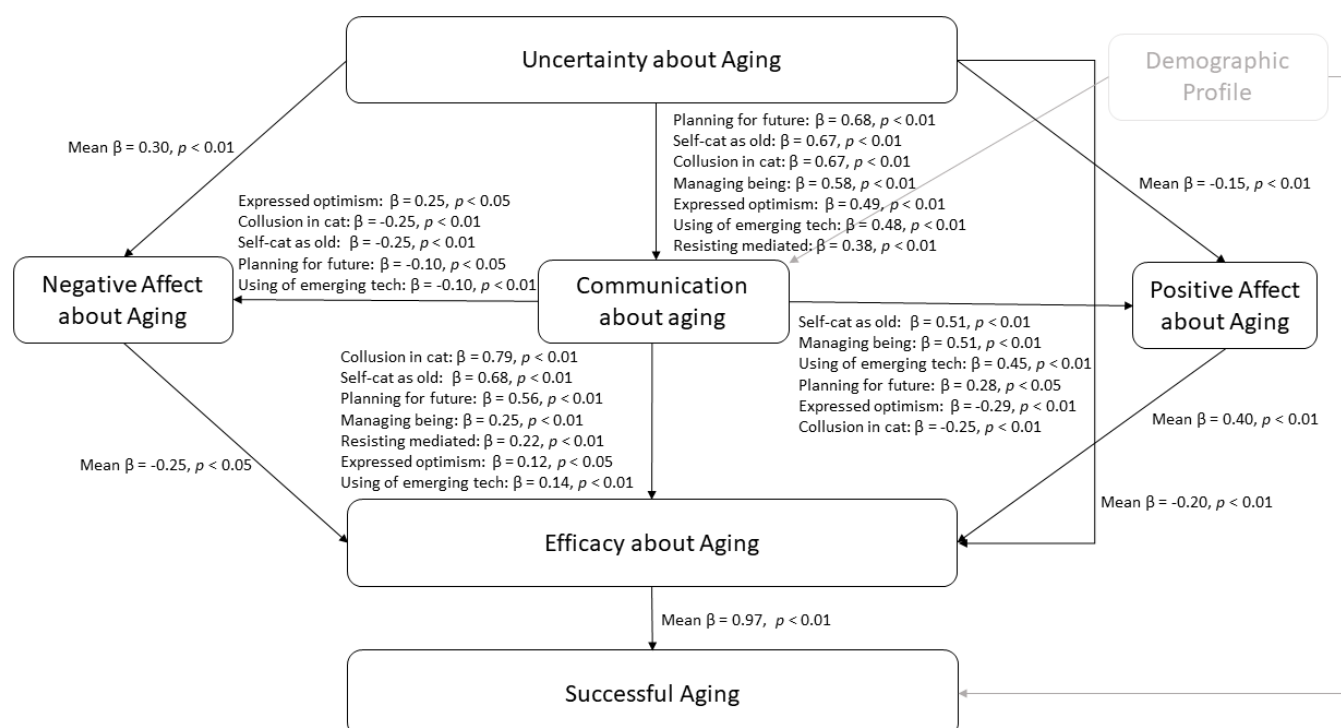 Uncertainty about Aging
Demographic
Profile
Mean β = 0.30, p < 0.01
Planning for future: β = 0.68, p < 0.01
Self-cat as old: β = 0.67, p < 0.01
Collusion in cat: β = 0.67, p < 0.01
Managing being: β = 0.58, p < 0.01
Expressed optimism: β = 0.49, p < 0.01
Using of emerging tech: β = 0.48, p < 0.01
Resisting mediated: β = 0.38, p < 0.01
Mean β = -0.15, p < 0.01
Expressed optimism: β = 0.25, p < 0.05
Collusion in cat: β = -0.25, p < 0.01
Self-cat as old: β = -0.25, p < 0.01
Planning for future: β = -0.10, p < 0.05
Using of emerging tech: β = -0.10, p < 0.01
Negative Affect
about Aging
Communication
about aging
Positive Affect
about Aging
Self-cat as old: β = 0.51, p < 0.01
Managing being: β = 0.51, p < 0.01
Using of emerging tech: β = 0.45, p < 0.01
Planning for future: β = 0.28, p < 0.05
Expressed optimism: β = -0.29, p < 0.01
Collusion in cat: β = -0.25, p < 0.01
Collusion in cat: β = 0.79, p < 0.01
Self-cat as old: β = 0.68, p < 0.01
Planning for future: β = 0.56, p < 0.01
Managing being: β = 0.25, p < 0.01
Resisting mediated: β = 0.22, p < 0.01
Expressed optimism: β = 0.12, p < 0.05
Using of emerging tech: β = 0.14, p < 0.01
Mean β = -0.25, p < 0.05
Mean β = 0.40, p < 0.01
Mean β = -0.20, p < 0.01
Efficacy about Aging
Mean β = 0.97, p < 0.01
Successful Aging